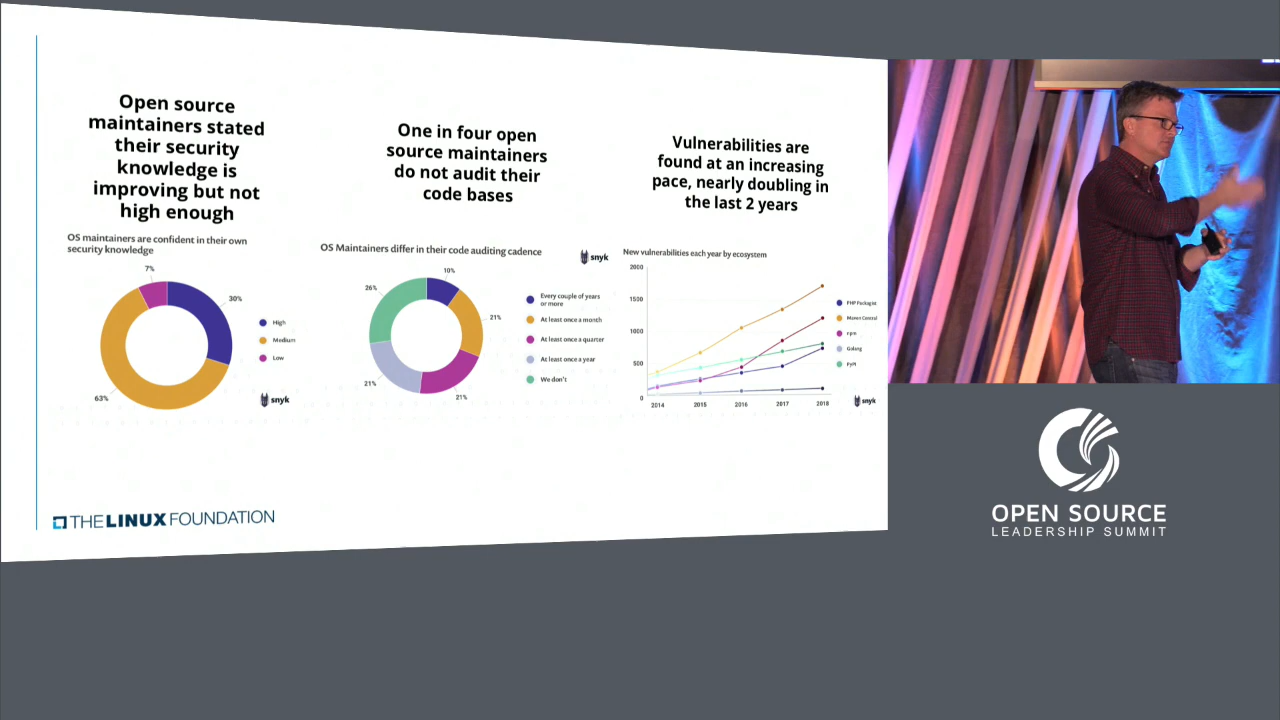 Open source
maintainers stated
their security
knowledge is
improving but not
high enough
OS maintainers are confident in their own
security knowledge
7%
30%
63%
High
Medium
Low
snyk
One in four open
source maintainers
do not audit their
code bases
OS Maintainers differ in their code auditing cadence
snyk
10%
21%
21%
21%
26%
Every couple of years
or more
At least once a month
At least once a quarter
At least once a year
We don't
Vulnerabilities are
found at an increasing
pace, nearly doubling in
the last 2 years
New vulnerabilities each year by ecosystem
2000
1500
1000
500
0
2014 2015 2016 2017 2018
PHP Packagist
Maven Central
npm
Golang
PyPI
snyk
THE LINUX FOUNDATION
OPEN SOURCE
LEADERSHIP SUMMIT